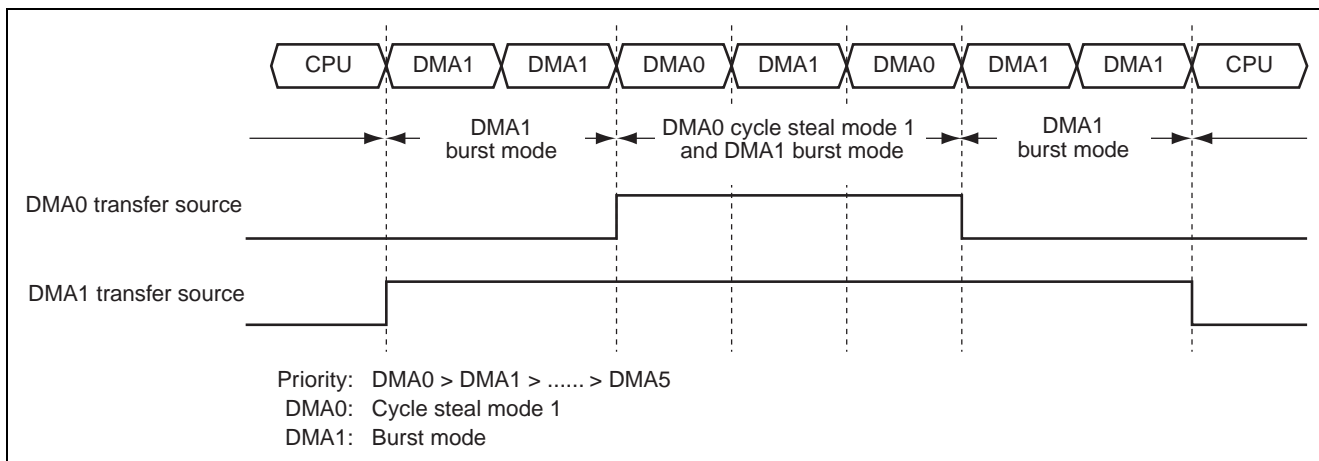 CPU DMA1 DMA1 DMA0 DMA1 DMA0 DMA1 DMA1 CPU
DMA1
burst mode
DMA0 cycle steal mode 1
and DMA1 burst mode
DMA1
burst mode
DMA0 transfer source
DMA1 transfer source
Priority: DMA0 > DMA1 > ...... > DMA5
DMA0: Cycle steal mode 1
DMA1: Burst mode